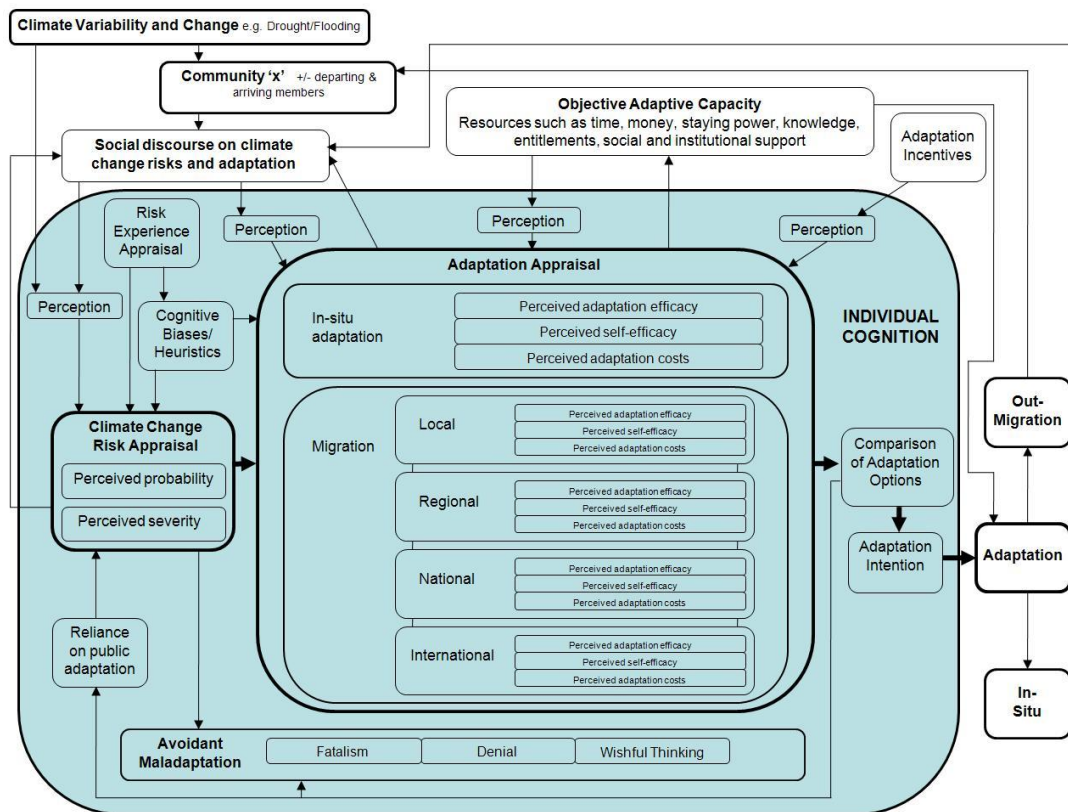 Climate Variability and Change e.g. Drought/Flooding
Community ‘x’ +/- departing &
arriving members
Social discourse on climate
change risks and adaptation
Objective Adaptive Capacity
Resources such as time, money, staying power, knowledge,
entitlements, social and institutional support
Adaptation
Incentives
Risk
Experience
Appraisal
Perception
Perception
Perception
Perception
Cognitive
Biases/
Heuristics
Adaptation Appraisal
In-situ
adaptation
Perceived adaptation efficacy
Perceived self-efficacy
Perceived adaptation costs
INDIVIDUAL
COGNITION
Climate Change
Risk Appraisal
Perceived probability
Perceived severity
Migration
Local
Perceived adaptation efficacy
Perceived self-efficacy
Perceived adaptation costs
Regional
Perceived adaptation efficacy
Perceived self-efficacy
Perceived adaptation costs
National
Perceived adaptation efficacy
Perceived self-efficacy
Perceived adaptation costs
International
Perceived adaptation efficacy
Perceived self-efficacy
Perceived adaptation costs
Comparison
of Adaptation
Options
Adaptation
Intention
Out-
Migration
Adaptation
In-
Situ
Reliance
on public
adaptation
Avoidant
Maladaptation
Fatalism
Denial
Wishful Thinking